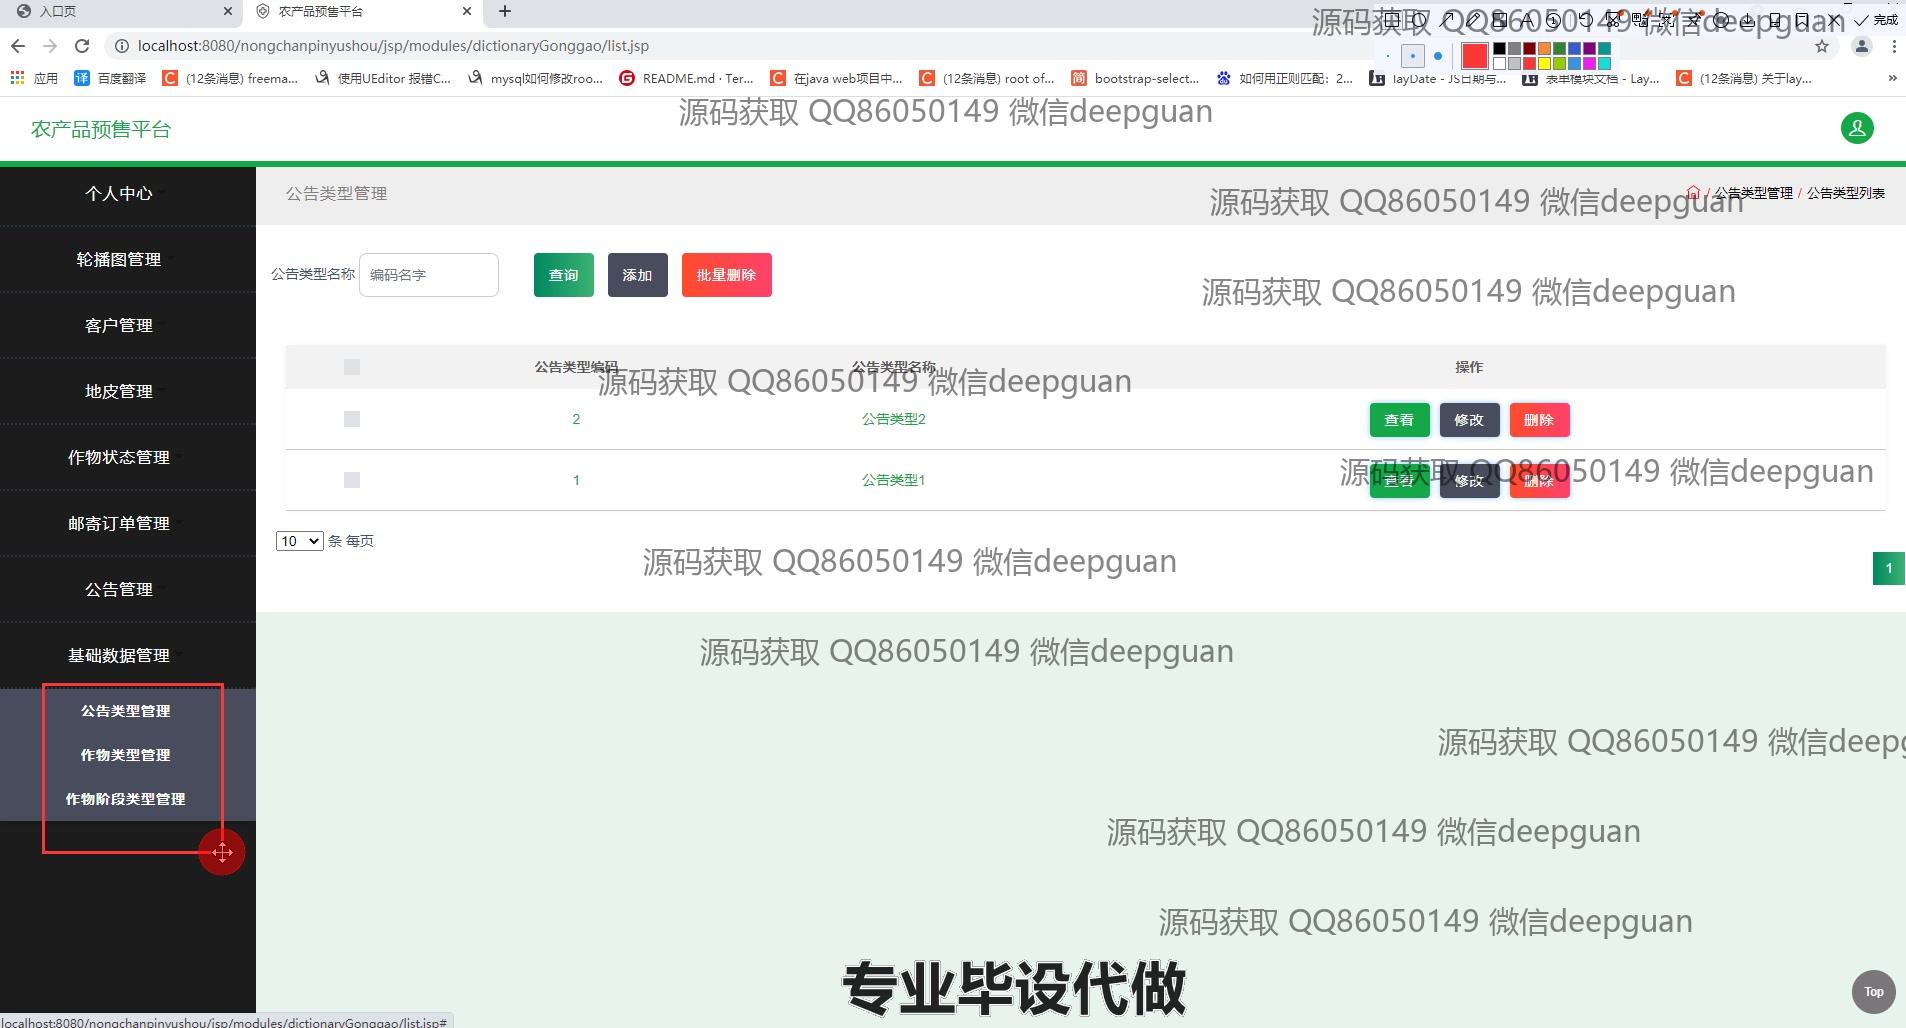 入口页
农产品预售平台
源码获取 QQ86050149 微信deepguan
完成
localhost:8080/nongchanpinyushou/jsp/modules/dictionaryGonggao/list.jsp
应用
百度翻译
(12条消息) freema...
使用UEditor 报错C...
mysql如何修改roo...
README.md · Ter...
在java web项目中...
(12条消息) root of...
bootstrap-select...
如何用正则匹配：2...
layDate - JS日期与...
表单模块文档 - Lay...
(12条消息) 关于lay...
源码获取 QQ86050149 微信deepguan
农产品预售平台
个人中心
公告类型管理
源码获取 QQ86050149 微信deepguan
/ 公告类型管理 / 公告类型列表
轮播图管理
公告类型名称
编码名字
查询
添加
批量删除
源码获取 QQ86050149 微信deepguan
客户管理
公告类型编码
公告类型名称
操作
源码获取 QQ86050149 微信deepguan
地皮管理
2
公告类型2
查看
修改
删除
作物状态管理
1
公告类型1
查看
修改
删除
源码获取 QQ86050149 微信deepguan
邮寄订单管理
10
条 每页
源码获取 QQ86050149 微信deepguan
1
公告管理
基础数据管理
源码获取 QQ86050149 微信deepguan
公告类型管理
源码获取 QQ86050149 微信deep
作物类型管理
作物阶段类型管理
源码获取 QQ86050149 微信deepguan
源码获取 QQ86050149 微信deepguan
专业毕设代做
Top
localhost:8080/nongchanpinyushou/jsp/modules/dictionaryGonggao/list.jsp#